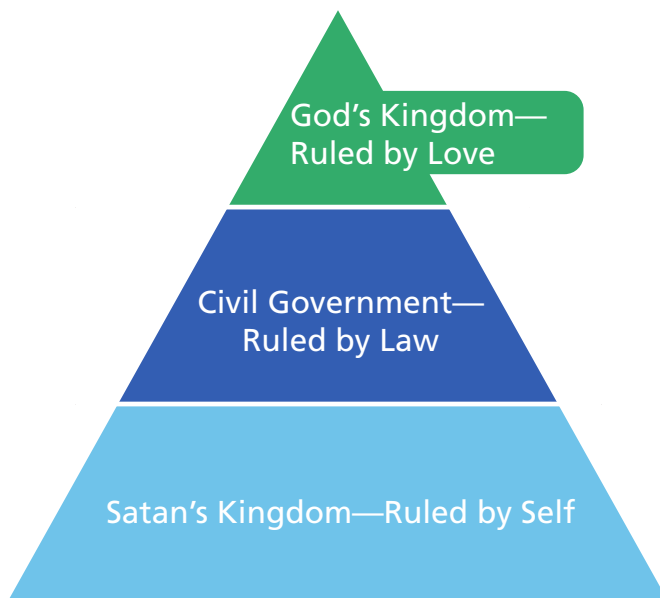 God’s Kingdom—
Ruled by Love
Civil Government—
Ruled by Law
Satan’s Kingdom—Ruled by Self